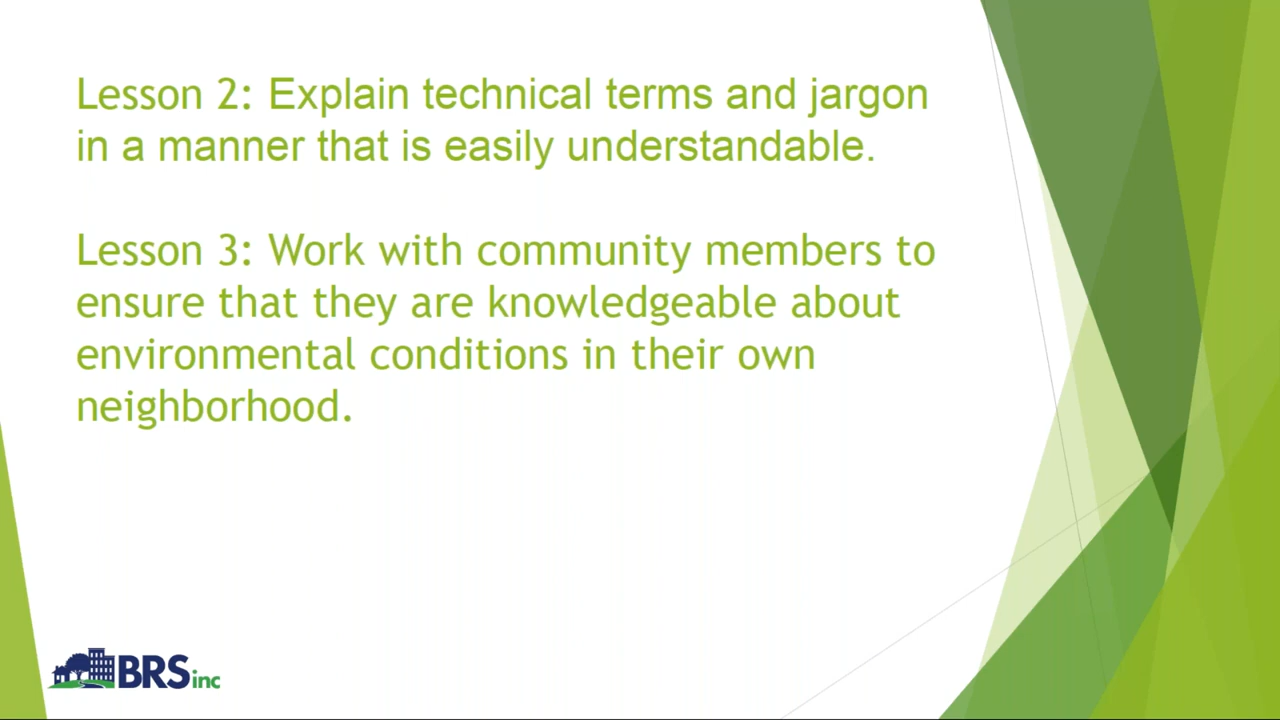 Lesson 2: Explain technical terms and jargon
in a manner that is easily understandable.
Lesson 3: Work with community members to
ensure that they are knowledgeable about
environmental conditions in their own
neighborhood.
BRS inc